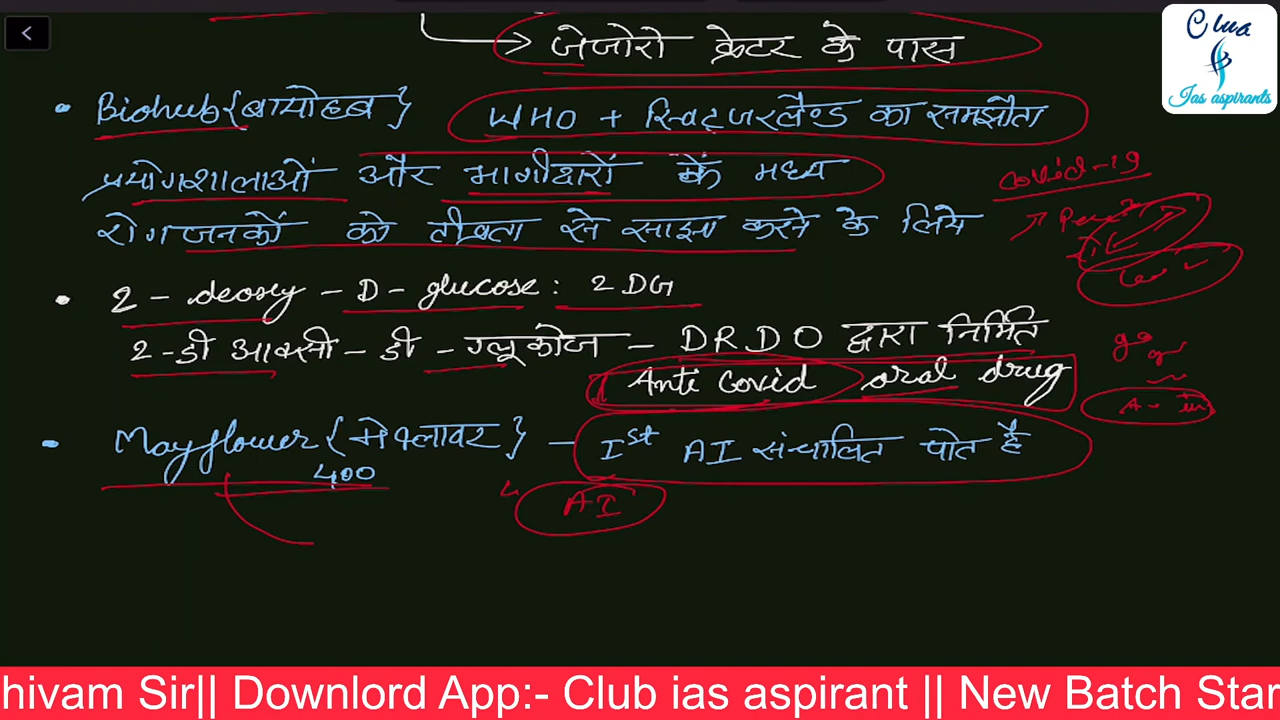 <
→ जेजोरो क्रेटर के पास
Club
Ias aspirants
• Biohub {बायोहब} WHO + स्विट्जरलैण्ड का समझौता
प्रयोगशालाओं और भागीदारों कें मध्य
covid-19
रोगजनकों को तीव्रता से साझा करने के लिये
• 2 - deoxy - D - glucose : 2 DG
2-डी आक्सी - डी - ग्लूकोज - DRDO द्वारा निर्मित
Anti Covid oral drug
• Mayflower {मेफ्लावर} - Ist AI संचालित पोत है
400
AI
hivam Sir|| Downlord App:- Club ias aspirant || New Batch Star